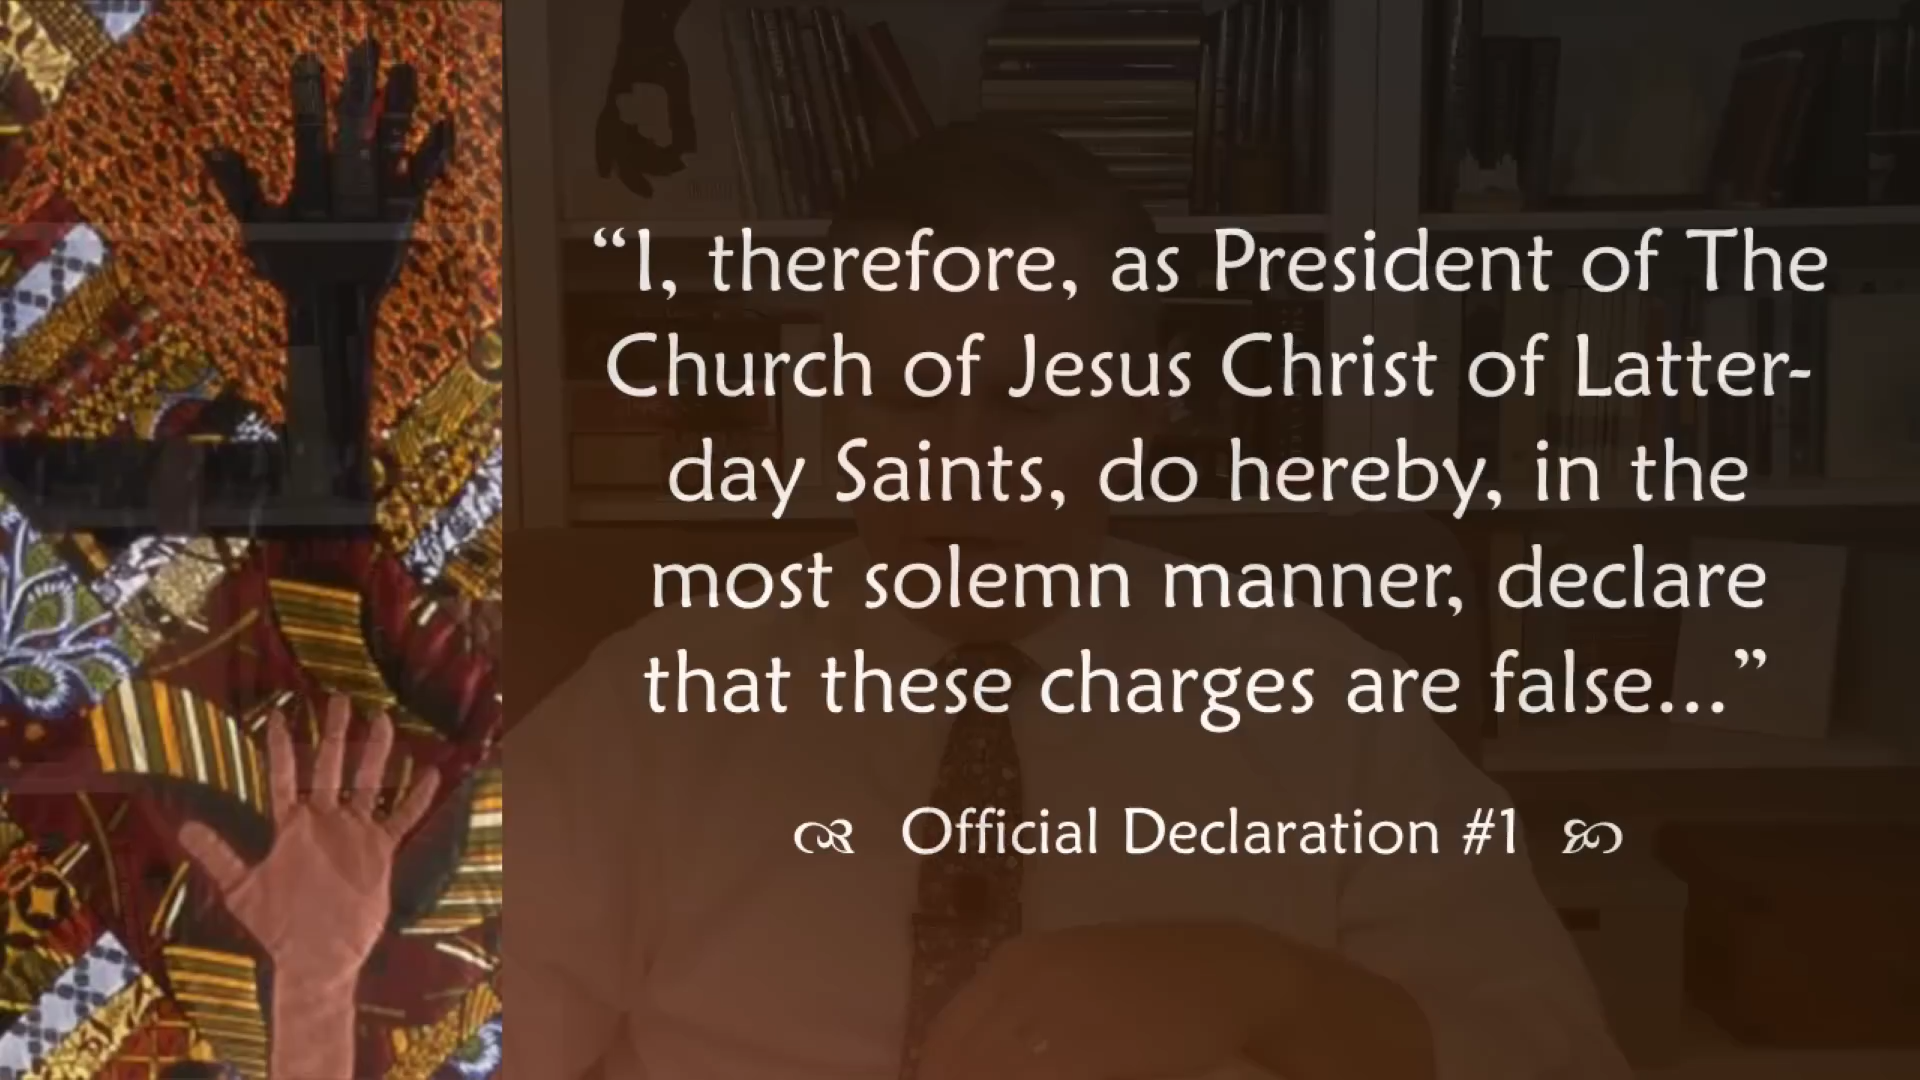 “I, therefore, as President of The
Church of Jesus Christ of Latter-
day Saints, do hereby, in the
most solemn manner, declare
that these charges are false...”
Official Declaration #1